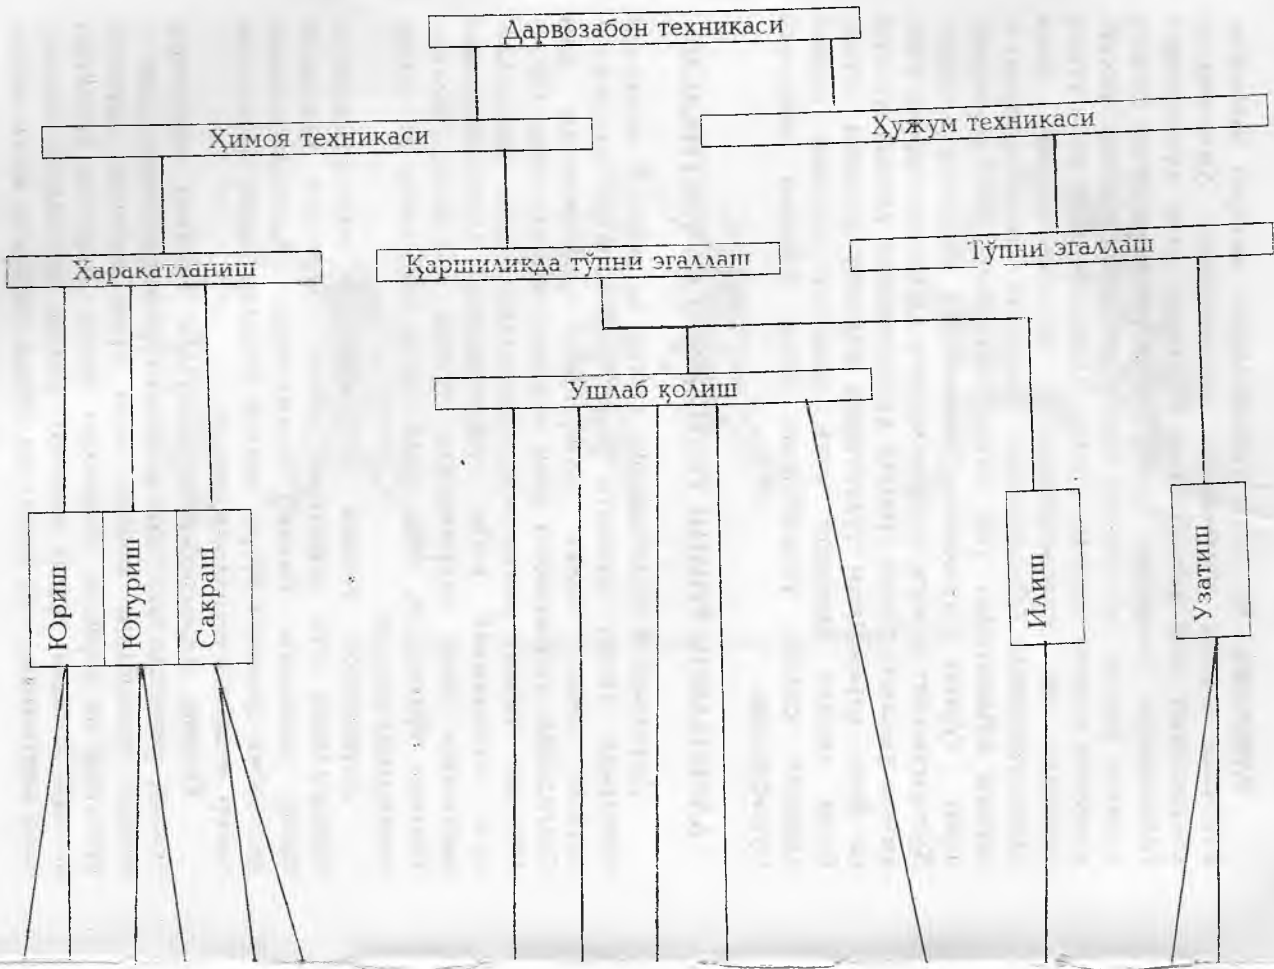 Дарвозабон техникаси
Ҳимоя техникаси
Ҳужум техникаси
Ҳаракатланиш
Қаршиликда тўпни эгаллаш
Тўпни эгаллаш
Ушлаб қолиш
Юриш
Югуриш
Сакраш
Илиш
Узатиш